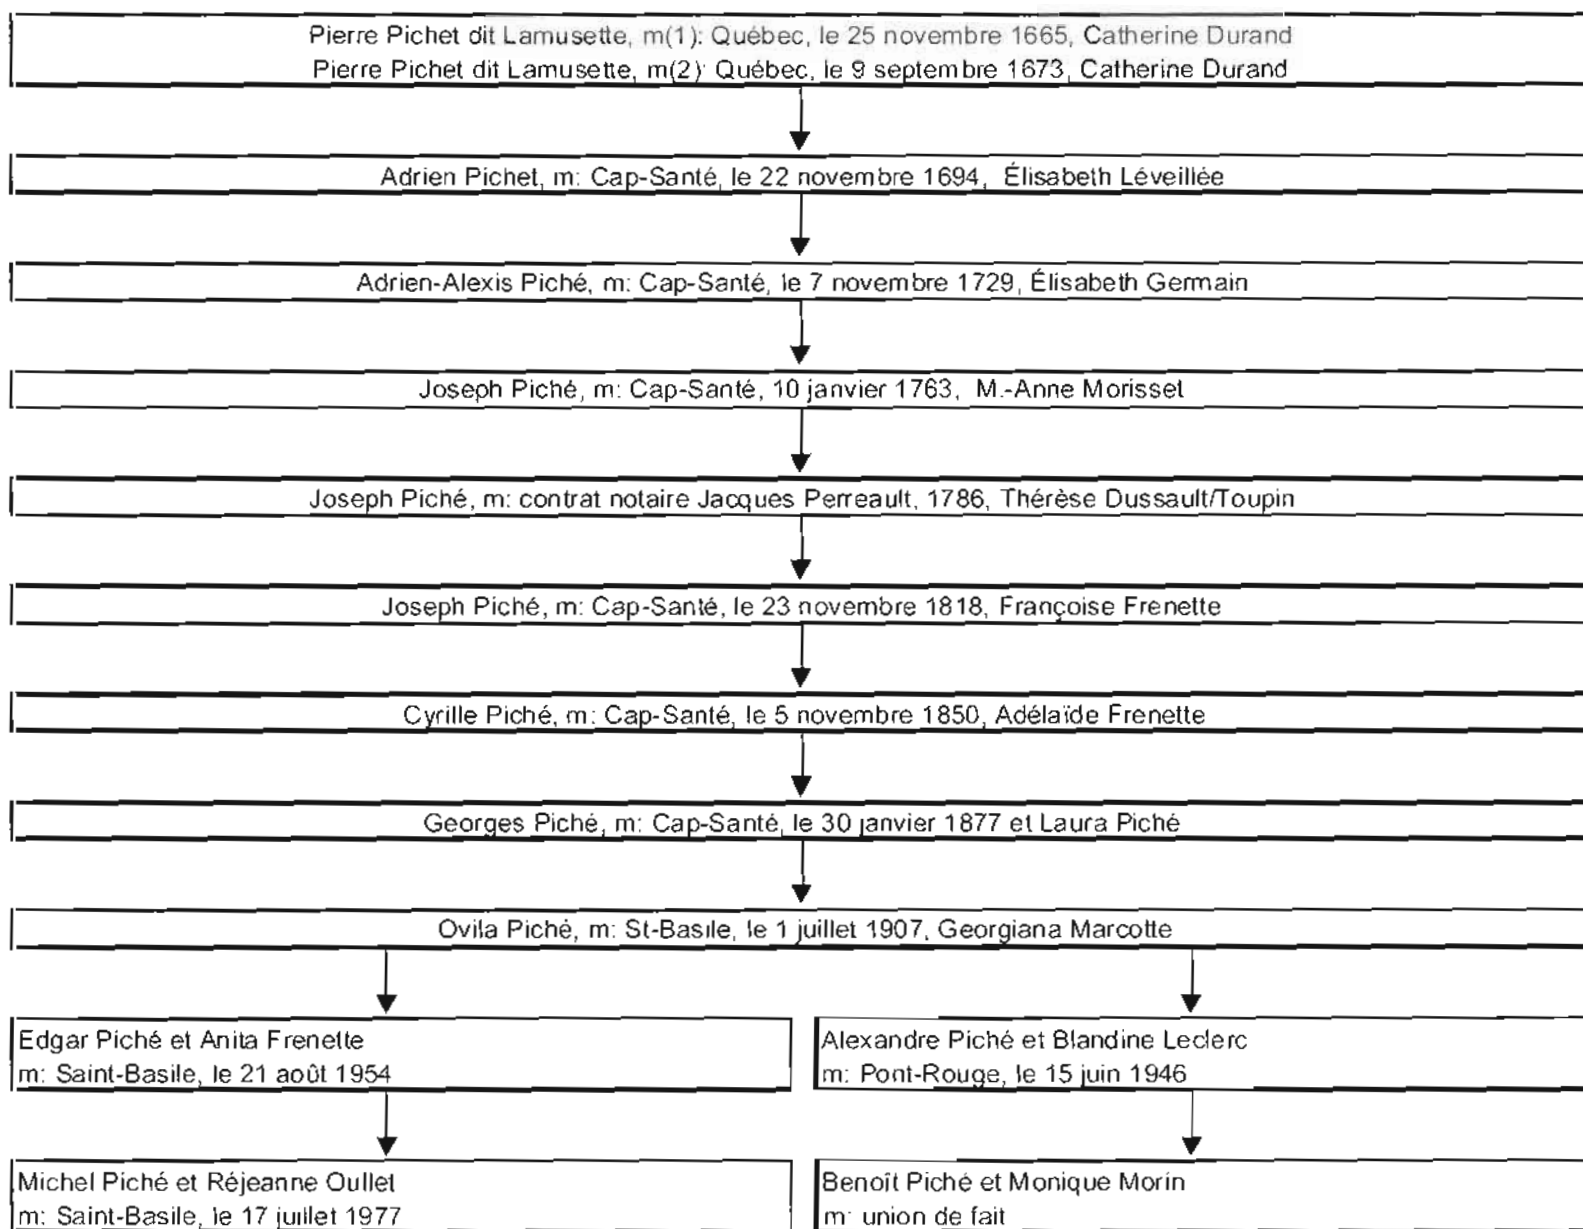 Pierre Pichet dit Lamusette, m(1): Québec, le 25 novembre 1665, Catherine Durand
Pierre Pichet dit Lamusette, m(2): Québec, le 9 septembre 1673, Catherine Durand
Adrien Pichet, m: Cap-Santé, le 22 novembre 1694, Élisabeth Léveillée
Adrien-Alexis Piché, m: Cap-Santé, le 7 novembre 1729, Élisabeth Germain
Joseph Piché, m: Cap-Santé, 10 janvier 1763, M.-Anne Morisset
Joseph Piché, m: contrat notaire Jacques Perreault, 1786, Thérèse Dussault/Toupin
Joseph Piché, m: Cap-Santé, le 23 novembre 1818, Françoise Frenette
Cyrille Piché, m: Cap-Santé, le 5 novembre 1850, Adélaïde Frenette
Georges Piché, m: Cap-Santé, le 30 janvier 1877 et Laura Piché
Ovila Piché, m: St-Basile, le 1 juillet 1907, Georgiana Marcotte
Edgar Piché et Anita Frenette
m: Saint-Basile, le 21 août 1954
Alexandre Piché et Blandine Leclerc
m: Pont-Rouge, le 15 juin 1946
Michel Piché et Réjeanne Oullet
m: Saint-Basile, le 17 juillet 1977
Benoît Piché et Monique Morin
m: union de fait